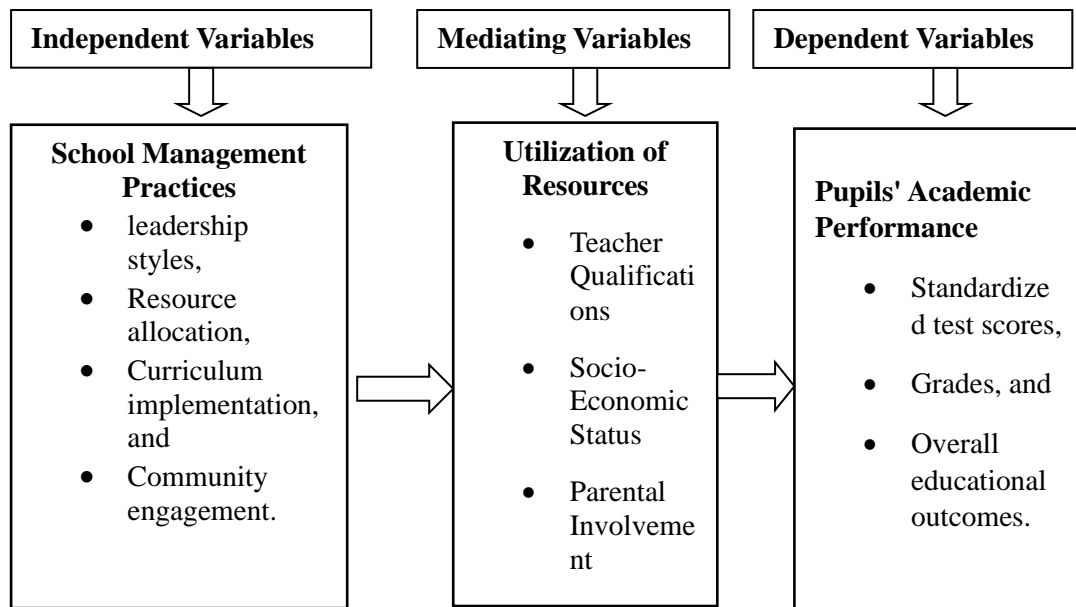 Independent Variables
Mediating Variables
Dependent Variables
School Management
Practices
• leadership
styles,
• Resource
allocation,
• Curriculum
implementation,
and
• Community
engagement.
Utilization of
Resources
• Teacher
Qualificati
ons
• Socio-
Economic
Status
• Parental
Involveme
nt
Pupils' Academic
Performance
• Standardize
d test scores,
• Grades, and
• Overall
educational
outcomes.